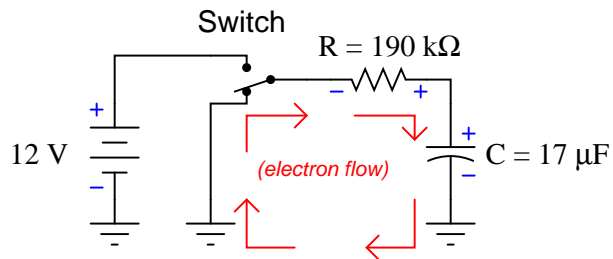 Switch
R = 190 kΩ
− +
+
12 V
−
(electron flow)
+
C = 17 μF
−